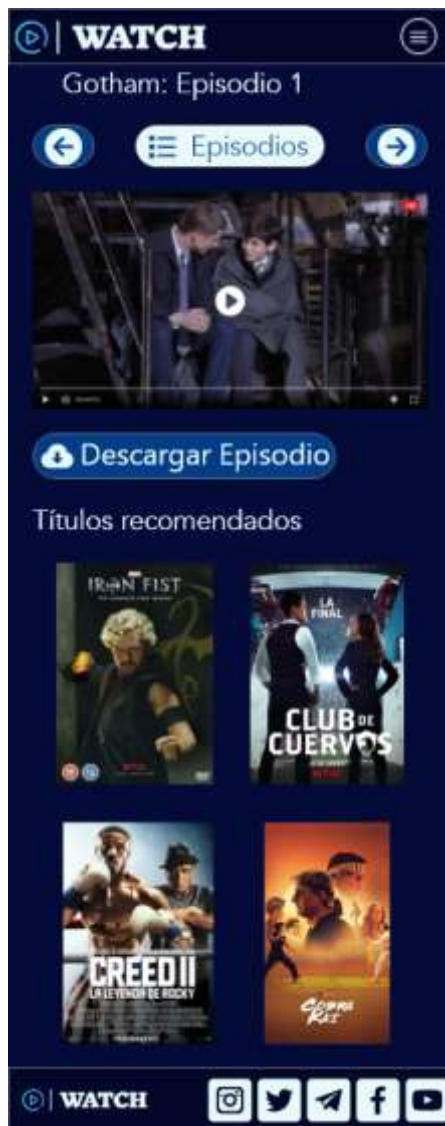 WATCH
Gotham: Episodio 1
Episodios
Descargar Episodio
Títulos recomendados
IRON FIST
LA
FINAL
CLUB DE
CUERVOS
CREED II
LA LEYENDA DE ROCKY
COBRA
KAI
WATCH